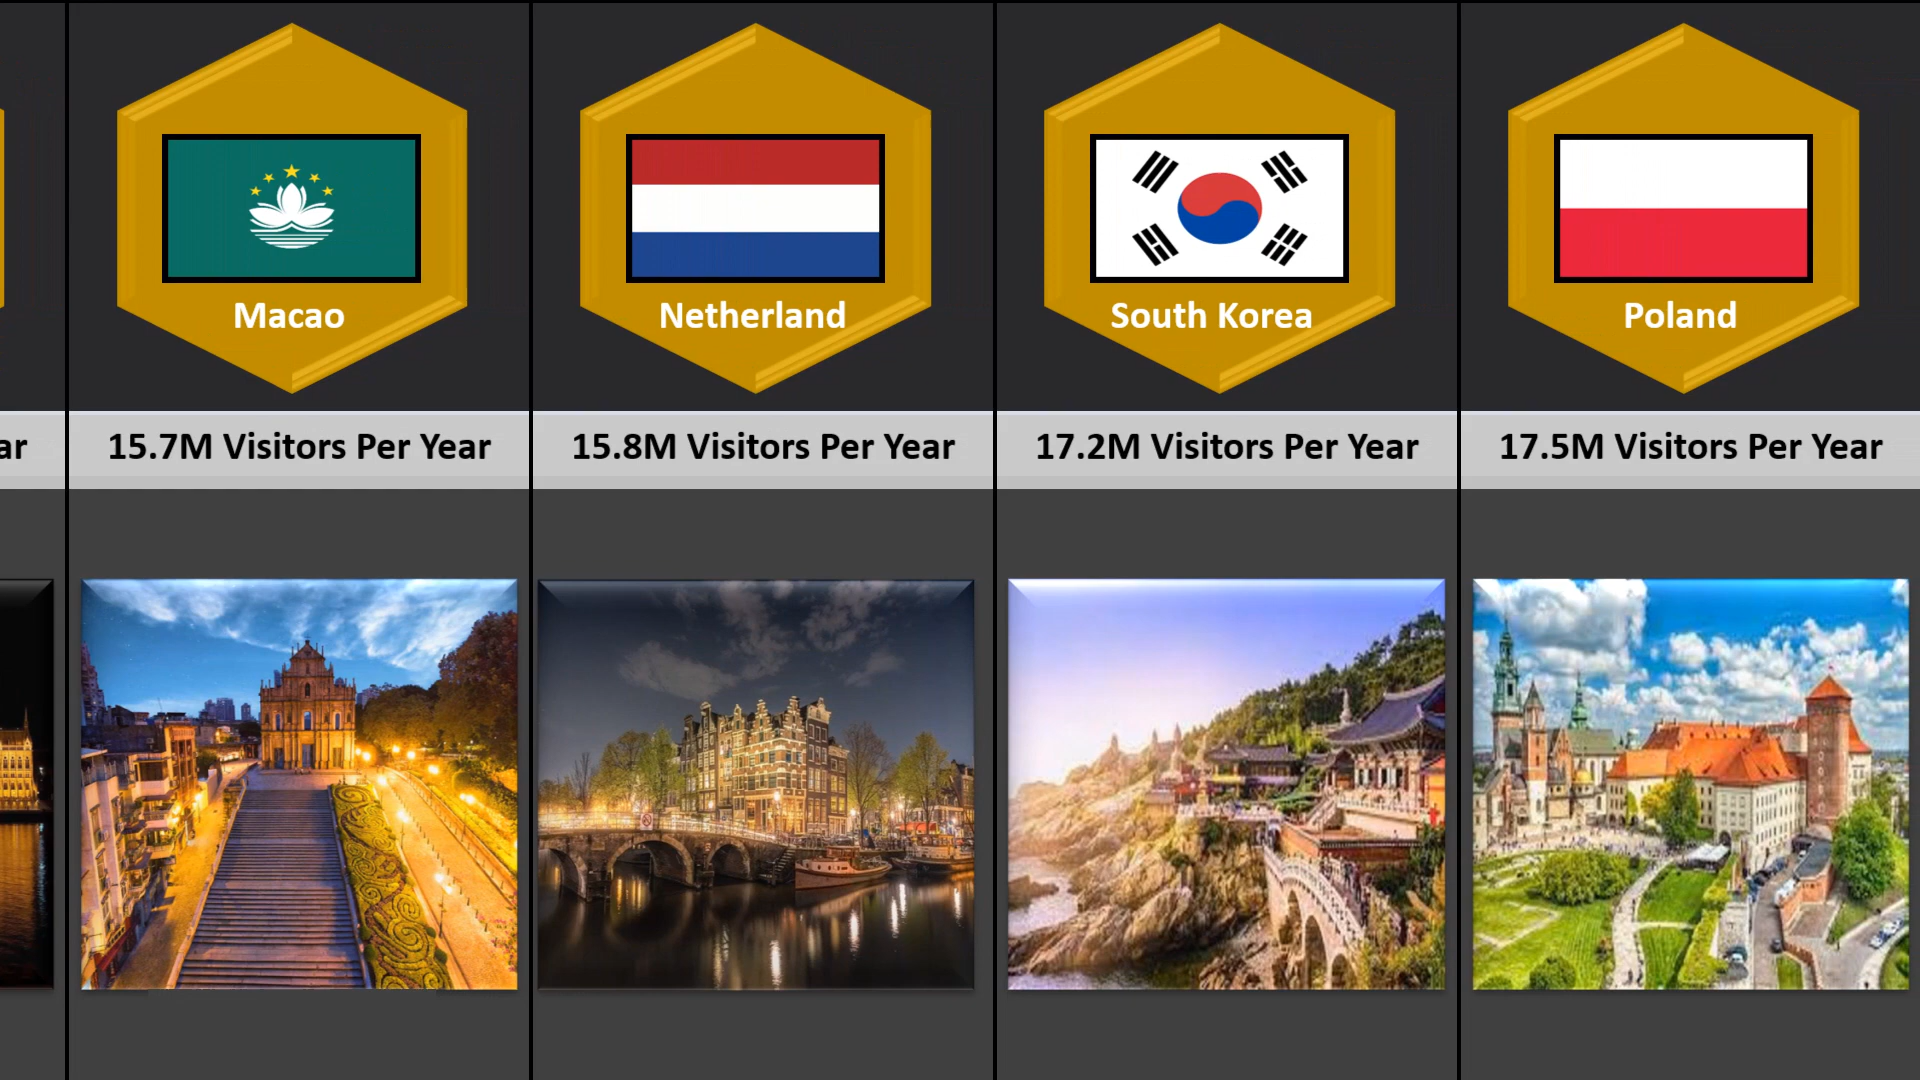 Macao
Netherland
South Korea
Poland
ar
15.7M Visitors Per Year
15.8M Visitors Per Year
17.2M Visitors Per Year
17.5M Visitors Per Year